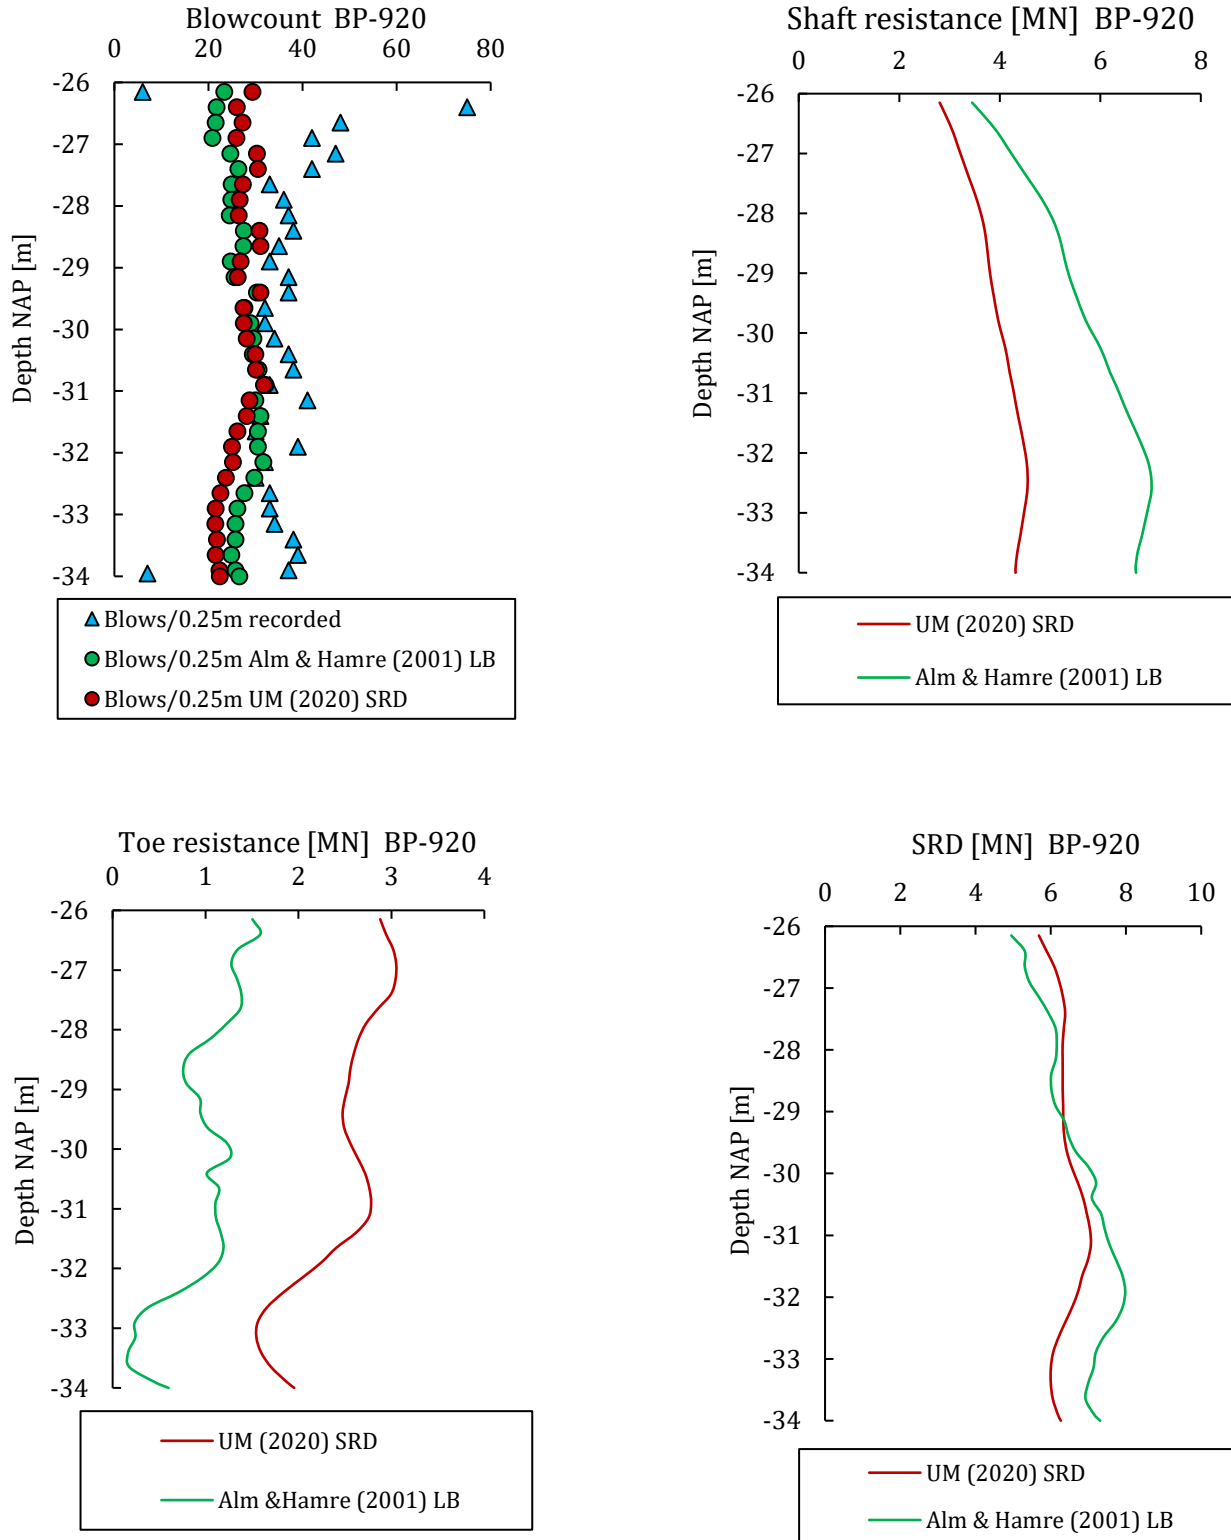 Blowcount BP-920
0 20 40 60 80
-26
-27
-28
-29
-30
-31
-32
-33
-34
Depth NAP [m]
Blows/0.25m recorded
Blows/0.25m Alm & Hamre (2001) LB
Blows/0.25m UM (2020) SRD
Shaft resistance [MN] BP-920
0 2 4 6 8
-26
-27
-28
-29
-30
-31
-32
-33
-34
Depth NAP [m]
UM (2020) SRD
Alm & Hamre (2001) LB
Toe resistance [MN] BP-920
0 1 2 3 4
-26
-27
-28
-29
-30
-31
-32
-33
-34
Depth NAP [m]
UM (2020) SRD
Alm &Hamre (2001) LB
SRD [MN] BP-920
0 2 4 6 8 10
-26
-27
-28
-29
-30
-31
-32
-33
-34
Depth NAP [m]
UM (2020) SRD
Alm & Hamre (2001) LB